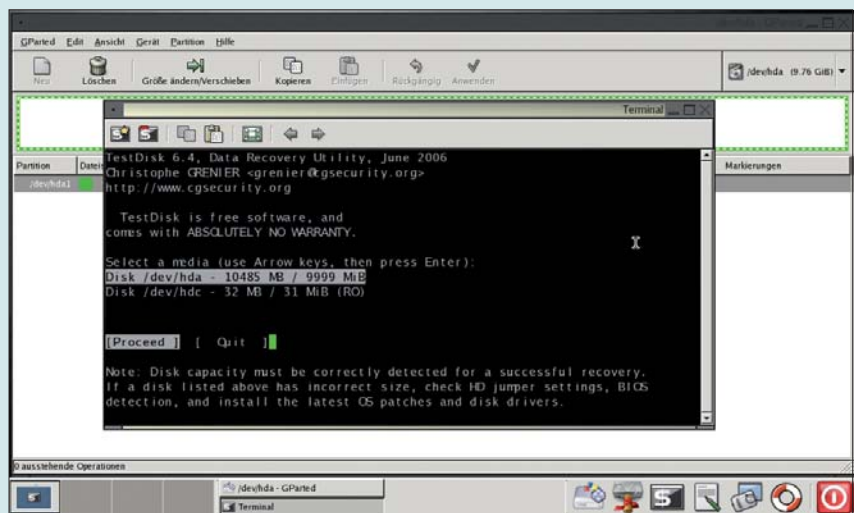 /dev/hda - GParted
GParted Edit Ansicht Gerät Partition Hilfe
Neu Löschen Größe ändern/Verschieben Kopieren Einfügen Rückgängig Anwenden
/dev/hda (9.76 GiB)
Terminal
Partition Dateis Markierungen
/dev/hda1
TestDisk 6.4, Data Recovery Utility, June 2006
Christophe GRENIER <grenier@cgsecurity.org>
http://www.cgsecurity.org
TestDisk is free software, and
comes with ABSOLUTELY NO WARRANTY.
Select a media (use Arrow keys, then press Enter):
Disk /dev/hda - 10485 MB / 9999 MiB
Disk /dev/hdc - 32 MB / 31 MiB (RO)
[Proceed ] [ Quit ]
Note: Disk capacity must be correctly detected for a successful recovery.
If a disk listed above has incorrect size, check HD jumper settings, BIOS
detection, and install the latest OS patches and disk drivers.
0 ausstehende Operationen
/dev/hda - GParted
Terminal